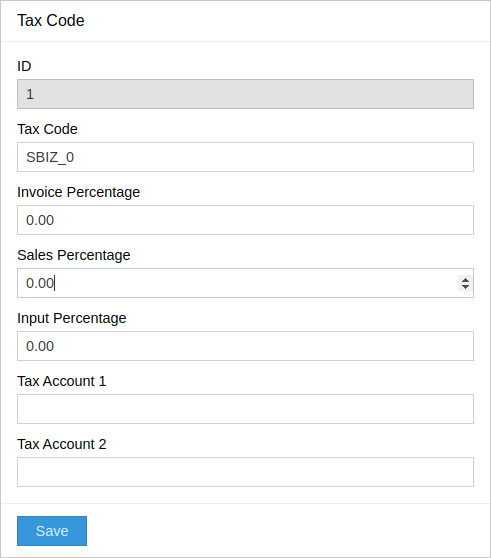 Tax Code
ID
1
Tax Code
SBIZ_0
Invoice Percentage
0.00
Sales Percentage
0.00
Input Percentage
0.00
Tax Account 1
Tax Account 2
Save